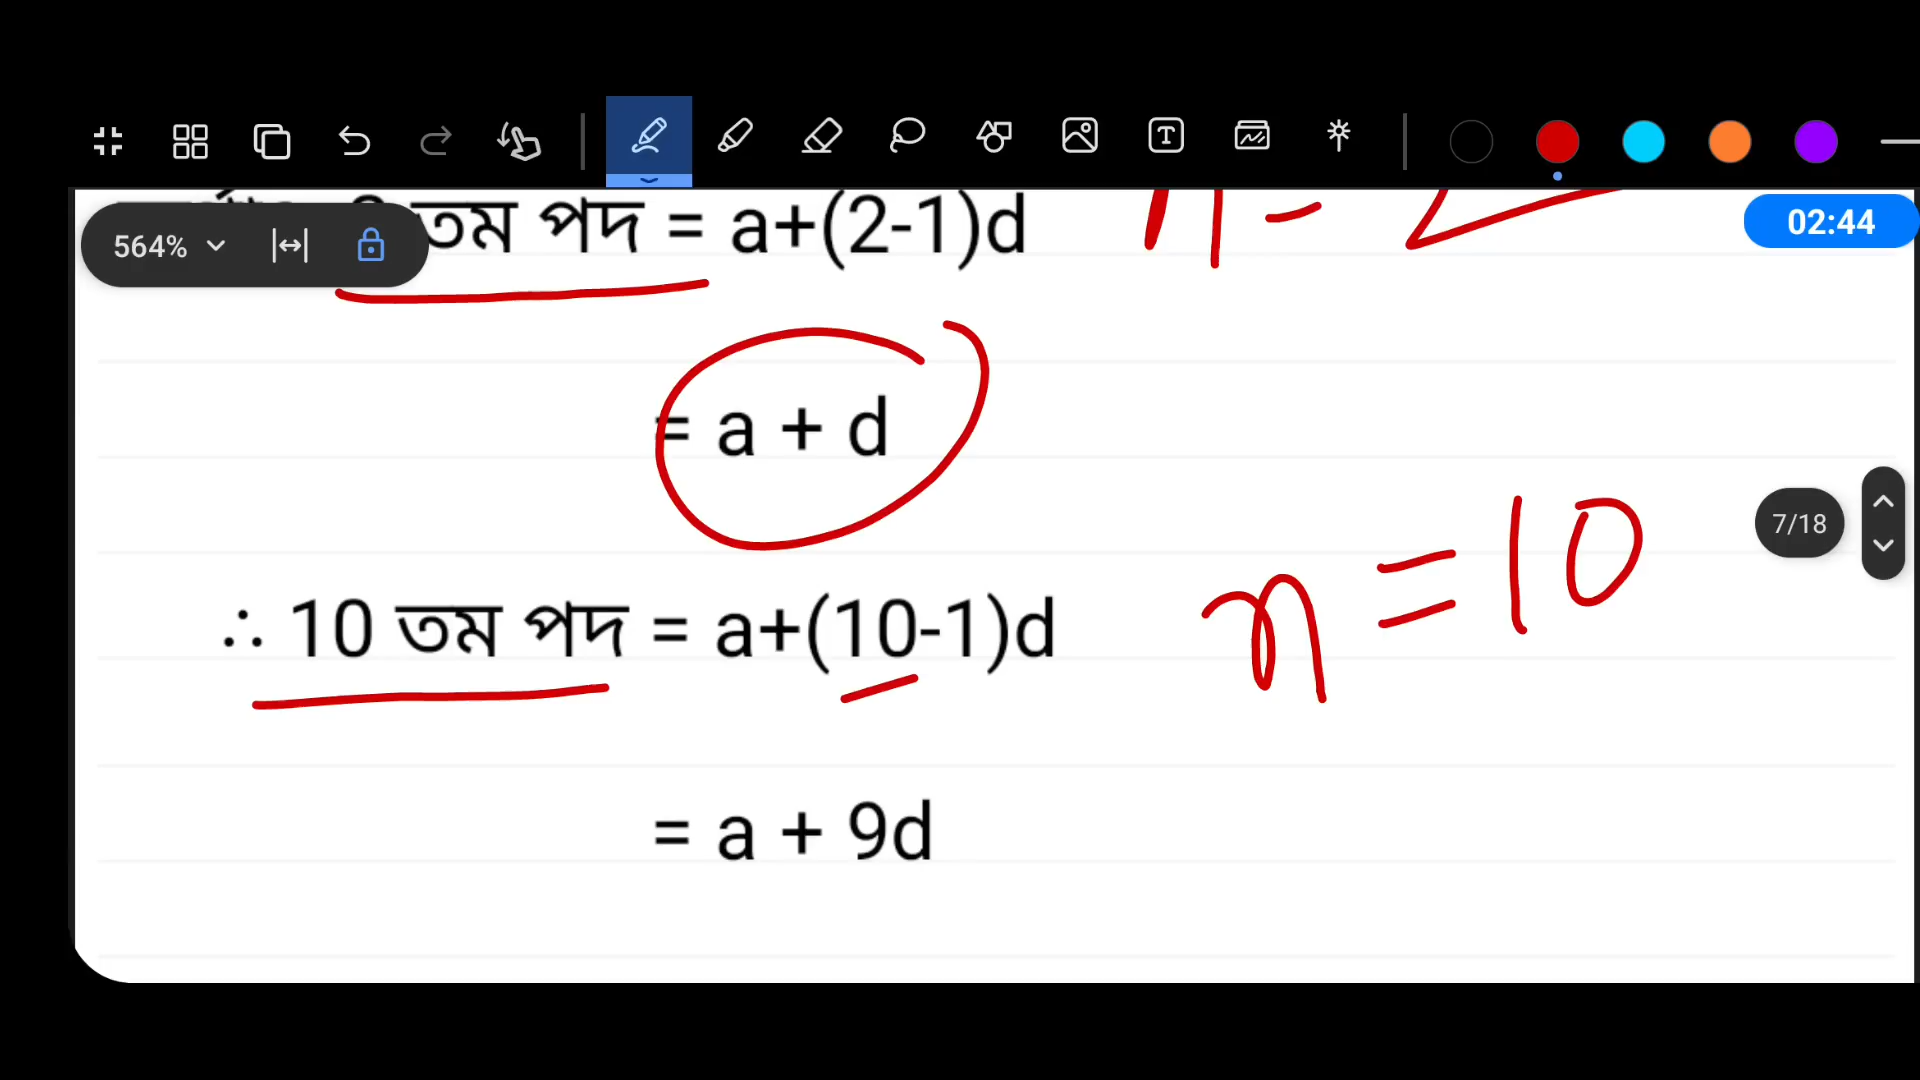 02:44
564%
তম পদ = a+(2-1)d n = 2
= a + d
7/18
∴ 10 তম পদ = a+(10-1)d n = 10
= a + 9d